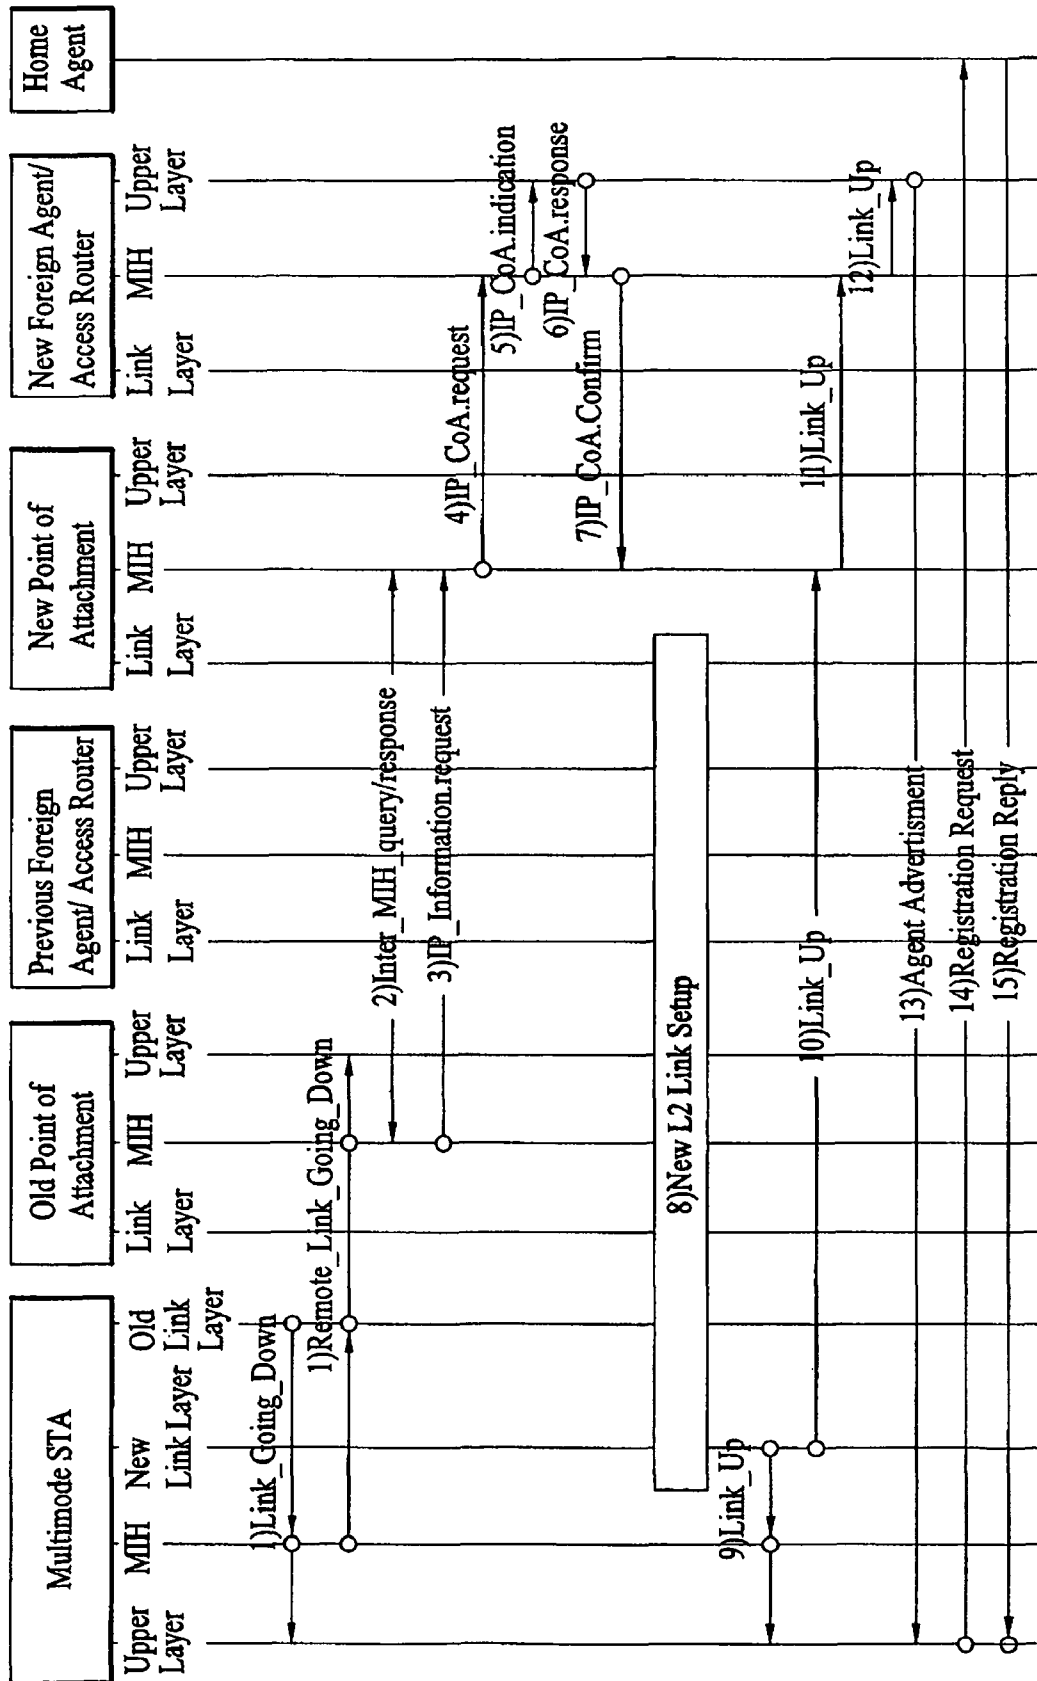 Multimode STA
Upper
Layer
MIH
New
Link Layer
Old
Link
Layer
Old Point of
Attachment
Link
Layer
MIH
Upper
Layer
Previous Foreign
Agent/ Access Router
Link
Layer
MIH
Upper
Layer
New Point of
Attachment
Link
Layer
MIH
Upper
Layer
New Foreign Agent/
Access Router
Link
Layer
MIH
Upper
Layer
Home
Agent
1)Link_Going_Down
1)Remote_Link_Going_Down
2)Inter_MIH_query/response
3)IP_Information.request
4)IP_CoA.request
5)IP_CoA.indication
6)IP_CoA.response
7)IP_CoA.Confirm
8)New L2 Link Setup
9)Link_Up
10)Link_Up
11)Link_Up
12)Link_Up
13)Agent Advertisment
14)Registration Request
15)Registration Reply